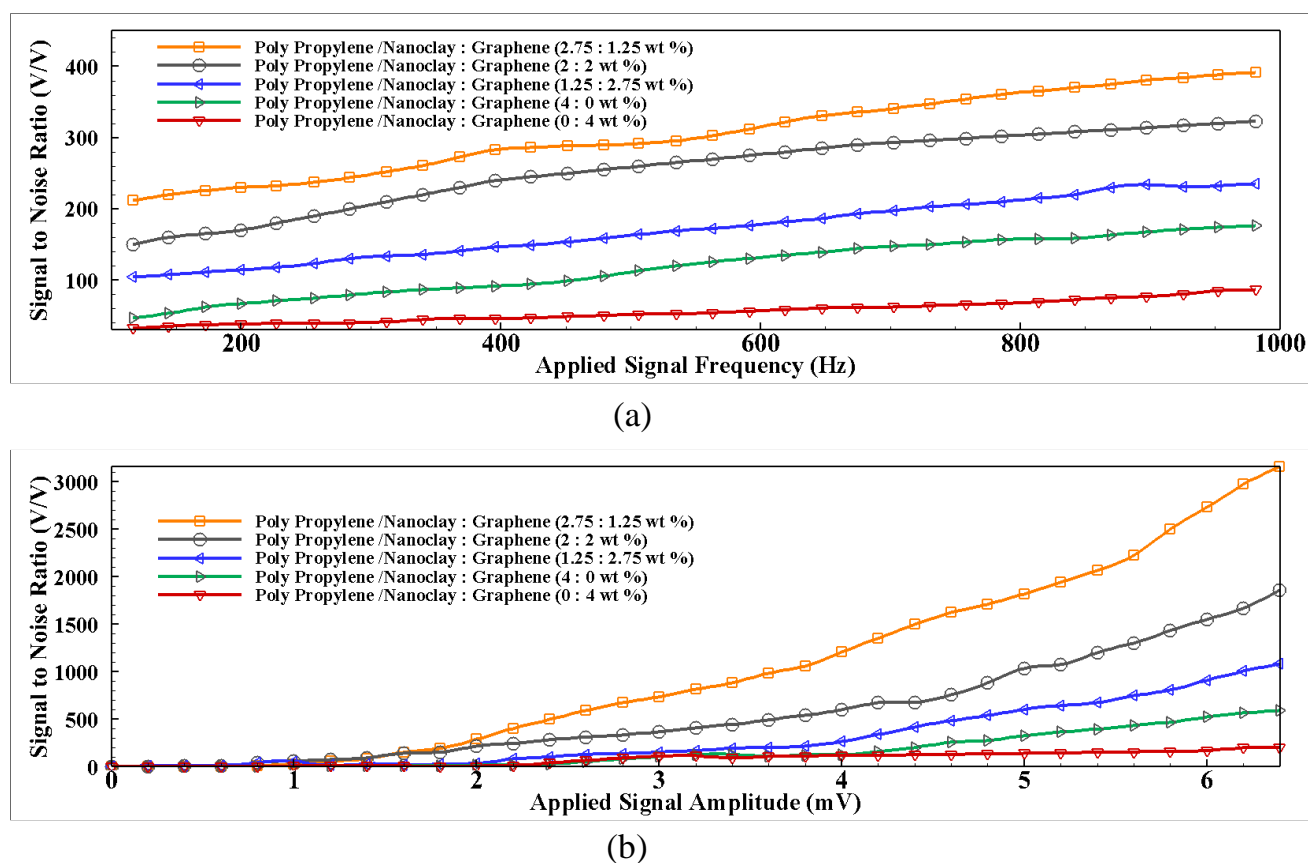 Signal to Noise Ratio (V/V)
400
300
200
100
Poly Propylene /Nanoclay : Graphene (2.75 : 1.25 wt %)
Poly Propylene /Nanoclay : Graphene (2 : 2 wt %)
Poly Propylene /Nanoclay : Graphene (1.25 : 2.75 wt %)
Poly Propylene /Nanoclay : Graphene (4 : 0 wt %)
Poly Propylene /Nanoclay : Graphene (0 : 4 wt %)
200 400 600 800 1000
Applied Signal Frequency (Hz)
(a)
Signal to Noise Ratio (V/V)
3000
2500
2000
1500
1000
500
0
Poly Propylene /Nanoclay : Graphene (2.75 : 1.25 wt %)
Poly Propylene /Nanoclay : Graphene (2 : 2 wt %)
Poly Propylene /Nanoclay : Graphene (1.25 : 2.75 wt %)
Poly Propylene /Nanoclay : Graphene (4 : 0 wt %)
Poly Propylene /Nanoclay : Graphene (0 : 4 wt %)
0 1 2 3 4 5 6
Applied Signal Amplitude (mV)
(b)